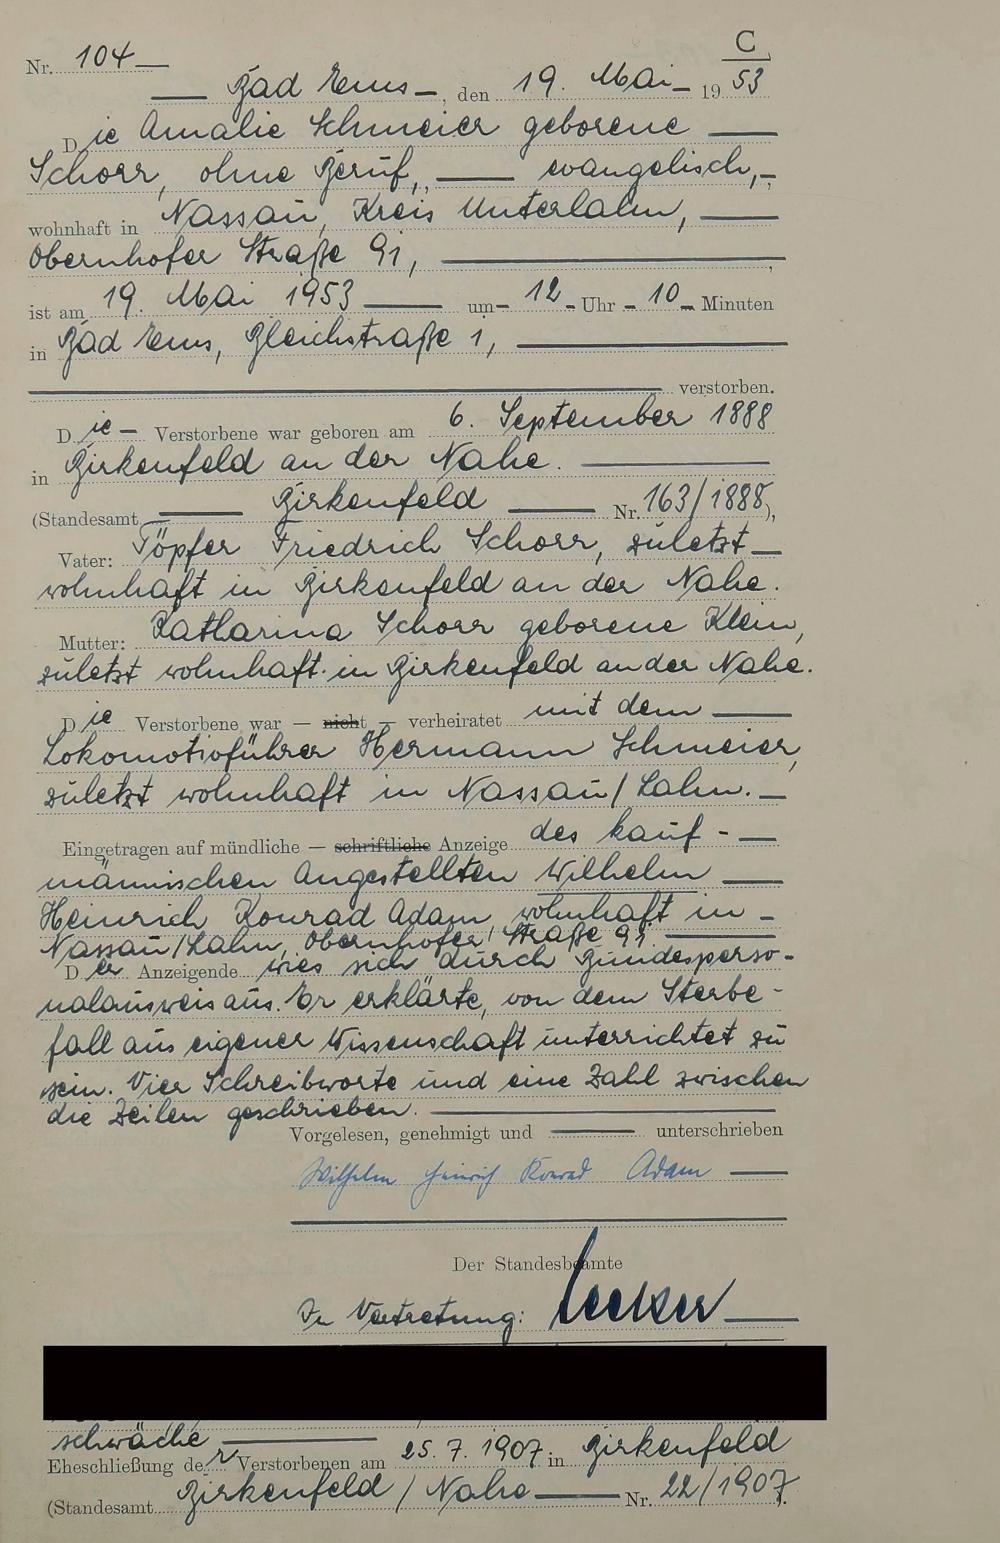 C
Nr. 104 — 53
— Bad Ems —, den 19. Mai — 19
Die Amalie Schmeier geborene —
Schorr, ohne Beruf, — evangelisch, —
wohnhaft in Nassau, Kreis Unterlahn, —
Obernhofer Straße 91, —
ist am 19. Mai 1953 — um - 12 - Uhr - 10 - Minuten
in Bad Ems, Bleichstraße 1, —
verstorben.
Die — Verstorbene war geboren am 6. September 1888
in Birkenfeld an der Nahe. —
(Standesamt — Birkenfeld — Nr. 163/1888),
Vater: Töpfer Friedrich Schorr, zuletzt —
wohnhaft in Birkenfeld an der Nahe.
Mutter: Katharina Schorr geborene Klein,
zuletzt wohnhaft in Birkenfeld an der Nahe.
Die Verstorbene war — nicht — verheiratet mit dem —
Lokomotivführer Hermann Schmeier,
zuletzt wohnhaft in Nassau/Lahn. —
Eingetragen auf mündliche — schriftliche Anzeige des kauf- —
männischen Angestellten Wilhelm —
Heinrich Konrad Adam, wohnhaft in —
Nassau/Lahn, Obernhofer Straße 91. —
Der Anzeigende wies sich durch Bundesperso-
nalausweis aus. Er erklärte, von dem Sterbe-
fall aus eigener Wissenschaft unterrichtet zu
sein. Vier Schreibworte und eine Zahl zwischen
die Zeilen geschrieben. —
Vorgelesen, genehmigt und — unterschrieben
Wilhelm Heinrich Konrad Adam —
Der Standesbeamte
In Vertretung:
schwäche —
Eheschließung der Verstorbenen am 25. 7. 1907 in Birkenfeld
(Standesamt Birkenfeld / Nahe — Nr. 22/1907).